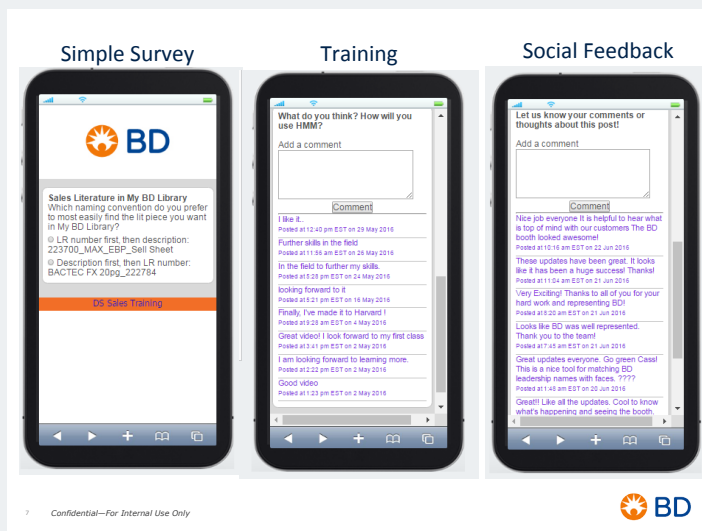 Simple Survey
Training
Social Feedback
BD
Sales Literature in My BD Library
Which naming convention do you prefer
to most easily find the lit piece you want
in My BD Library?
LR number first, then description:
223700_MAX_EBP_Sell Sheet
Description first, then LR number:
BACTEC FX 20pg_222784
DS Sales Training
What do you think? How will you
use HMM?
Add a comment
Comment
I like it..
Posted at 12:40 pm EST on 29 May 2016
Further skills in the field
Posted at 11:56 am EST on 26 May 2016
In the field to further my skills.
Posted at 5:28 pm EST on 24 May 2016
looking forward to it
Posted at 5:21 pm EST on 16 May 2016
Finally, I've made it to Harvard !
Posted at 9:28 am EST on 4 May 2016
Great video! I look forward to my first class
Posted at 3:41 pm EST on 2 May 2016
I am looking forward to learning more.
Posted at 2:22 pm EST on 2 May 2016
Good video
Posted at 1:23 pm EST on 2 May 2016
Let us know your comments or
thoughts about this post!
Add a comment
Comment
Nice job everyone It is helpful to hear what
is top of mind with our customers The BD
booth looked awesome!
Posted at 10:16 am EST on 22 Jun 2016
These updates have been great. It looks
like it has been a huge success! Thanks!
Posted at 11:04 am EST on 21 Jun 2016
Very Exciting! Thanks to all of you for your
hard work and representing BD!
Posted at 8:20 am EST on 21 Jun 2016
Looks like BD was well represented.
Thank you to the team!
Posted at 7:45 am EST on 21 Jun 2016
Great updates everyone. Go green Cass!
This is a nice tool for matching BD
leadership names with faces. ????
Posted at 1:48 am EST on 20 Jun 2016
Great!! Like all the updates. Cool to know
what's happening and seeing the booth.
7
Confidential—For Internal Use Only
BD